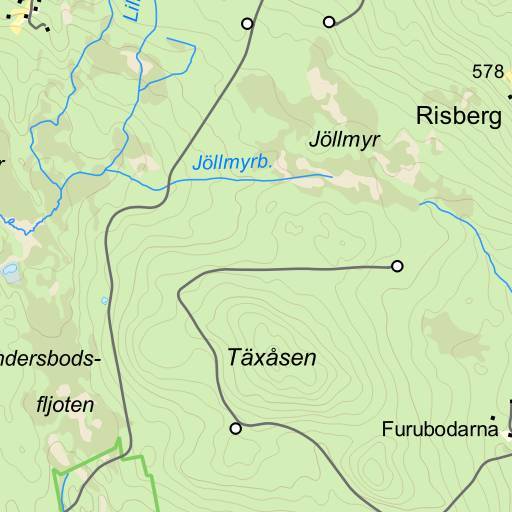 578
Risberg
Jöllmyr
Jöllmyrb.
Täxåsen
ndersbods-
fljoten
Furubodarna